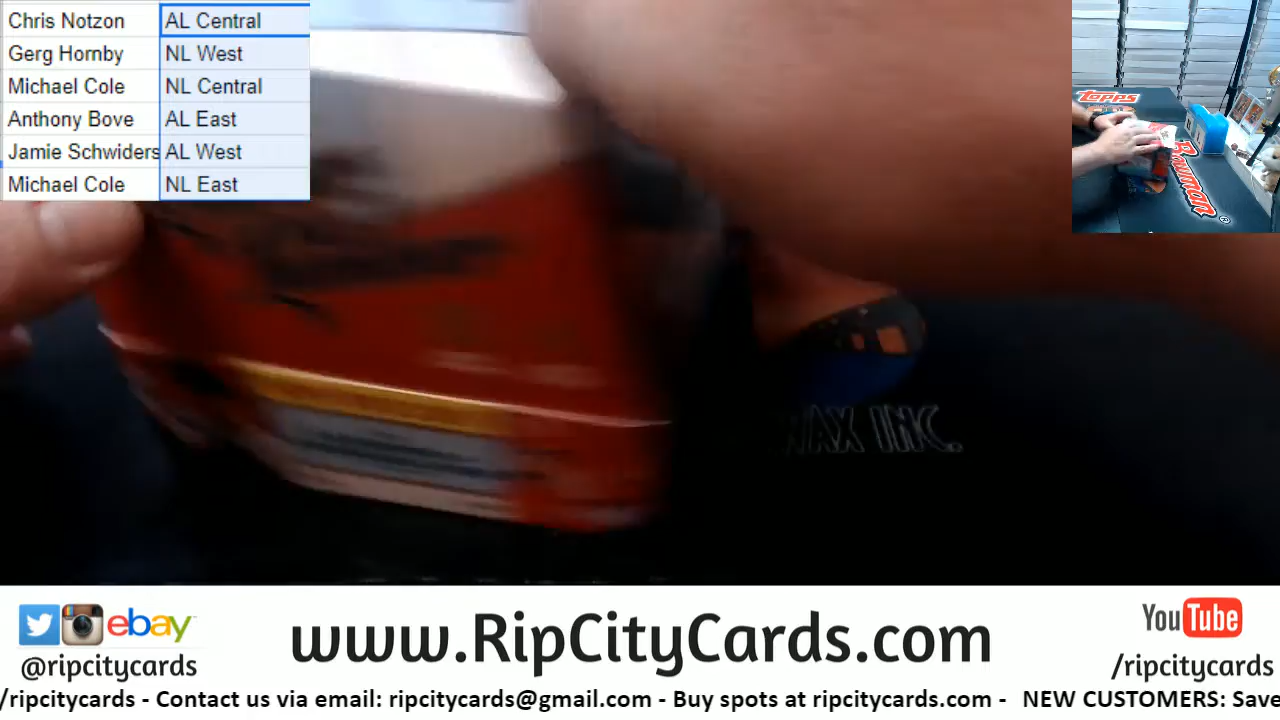 Chris Notzon AL Central
Gerg Hornby NL West
Michael Cole NL Central
Anthony Bove AL East
Jamie Schwiders AL West
Michael Cole NL East
Topps
Bowman
WAX INC.
ebay
@ripcitycards
www.RipCityCards.com
YouTube
/ripcitycards
/ripcitycards - Contact us via email: ripcitycards@gmail.com - Buy spots at ripcitycards.com - NEW CUSTOMERS: Save